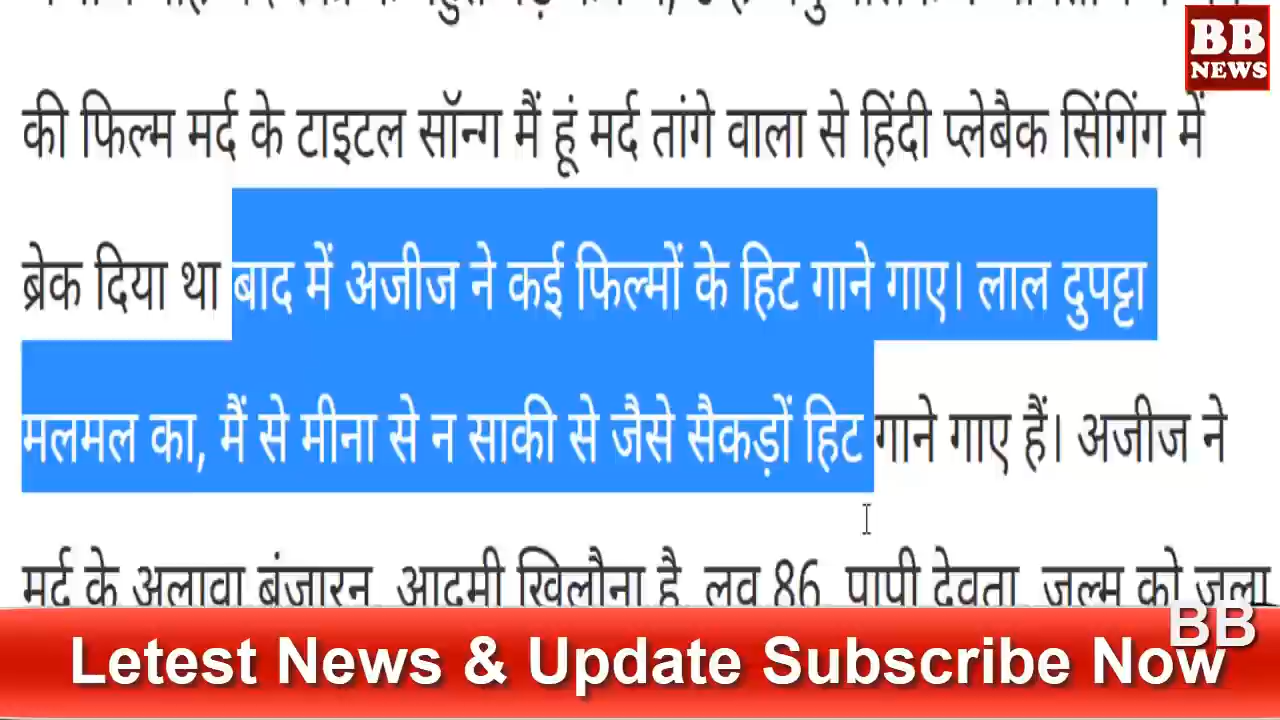 BB
NEWS
की फिल्म मर्द के टाइटल सॉन्ग मैं हूं मर्द तांगे वाला से हिंदी प्लेबैक सिंगिंग में
ब्रेक दिया था बाद में अजीज ने कई फिल्मों के हिट गाने गाए। लाल दुपट्टा
मलमल का, मैं से मीना से न साकी से जैसे सैकड़ों हिट गाने गाए हैं। अजीज ने
मर्द के अलावा बंजारन, आदमी खिलौना है, लव 86, पापी देवता, जुल्म को जला
BB
Letest News & Update Subscribe Now